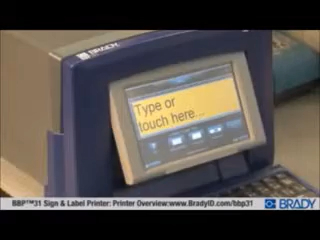 BRADY
Type or
touch here...
BBP™31 Sign & Label Printer: Printer Overview:www.BradyID.com/bbp31
BRADY